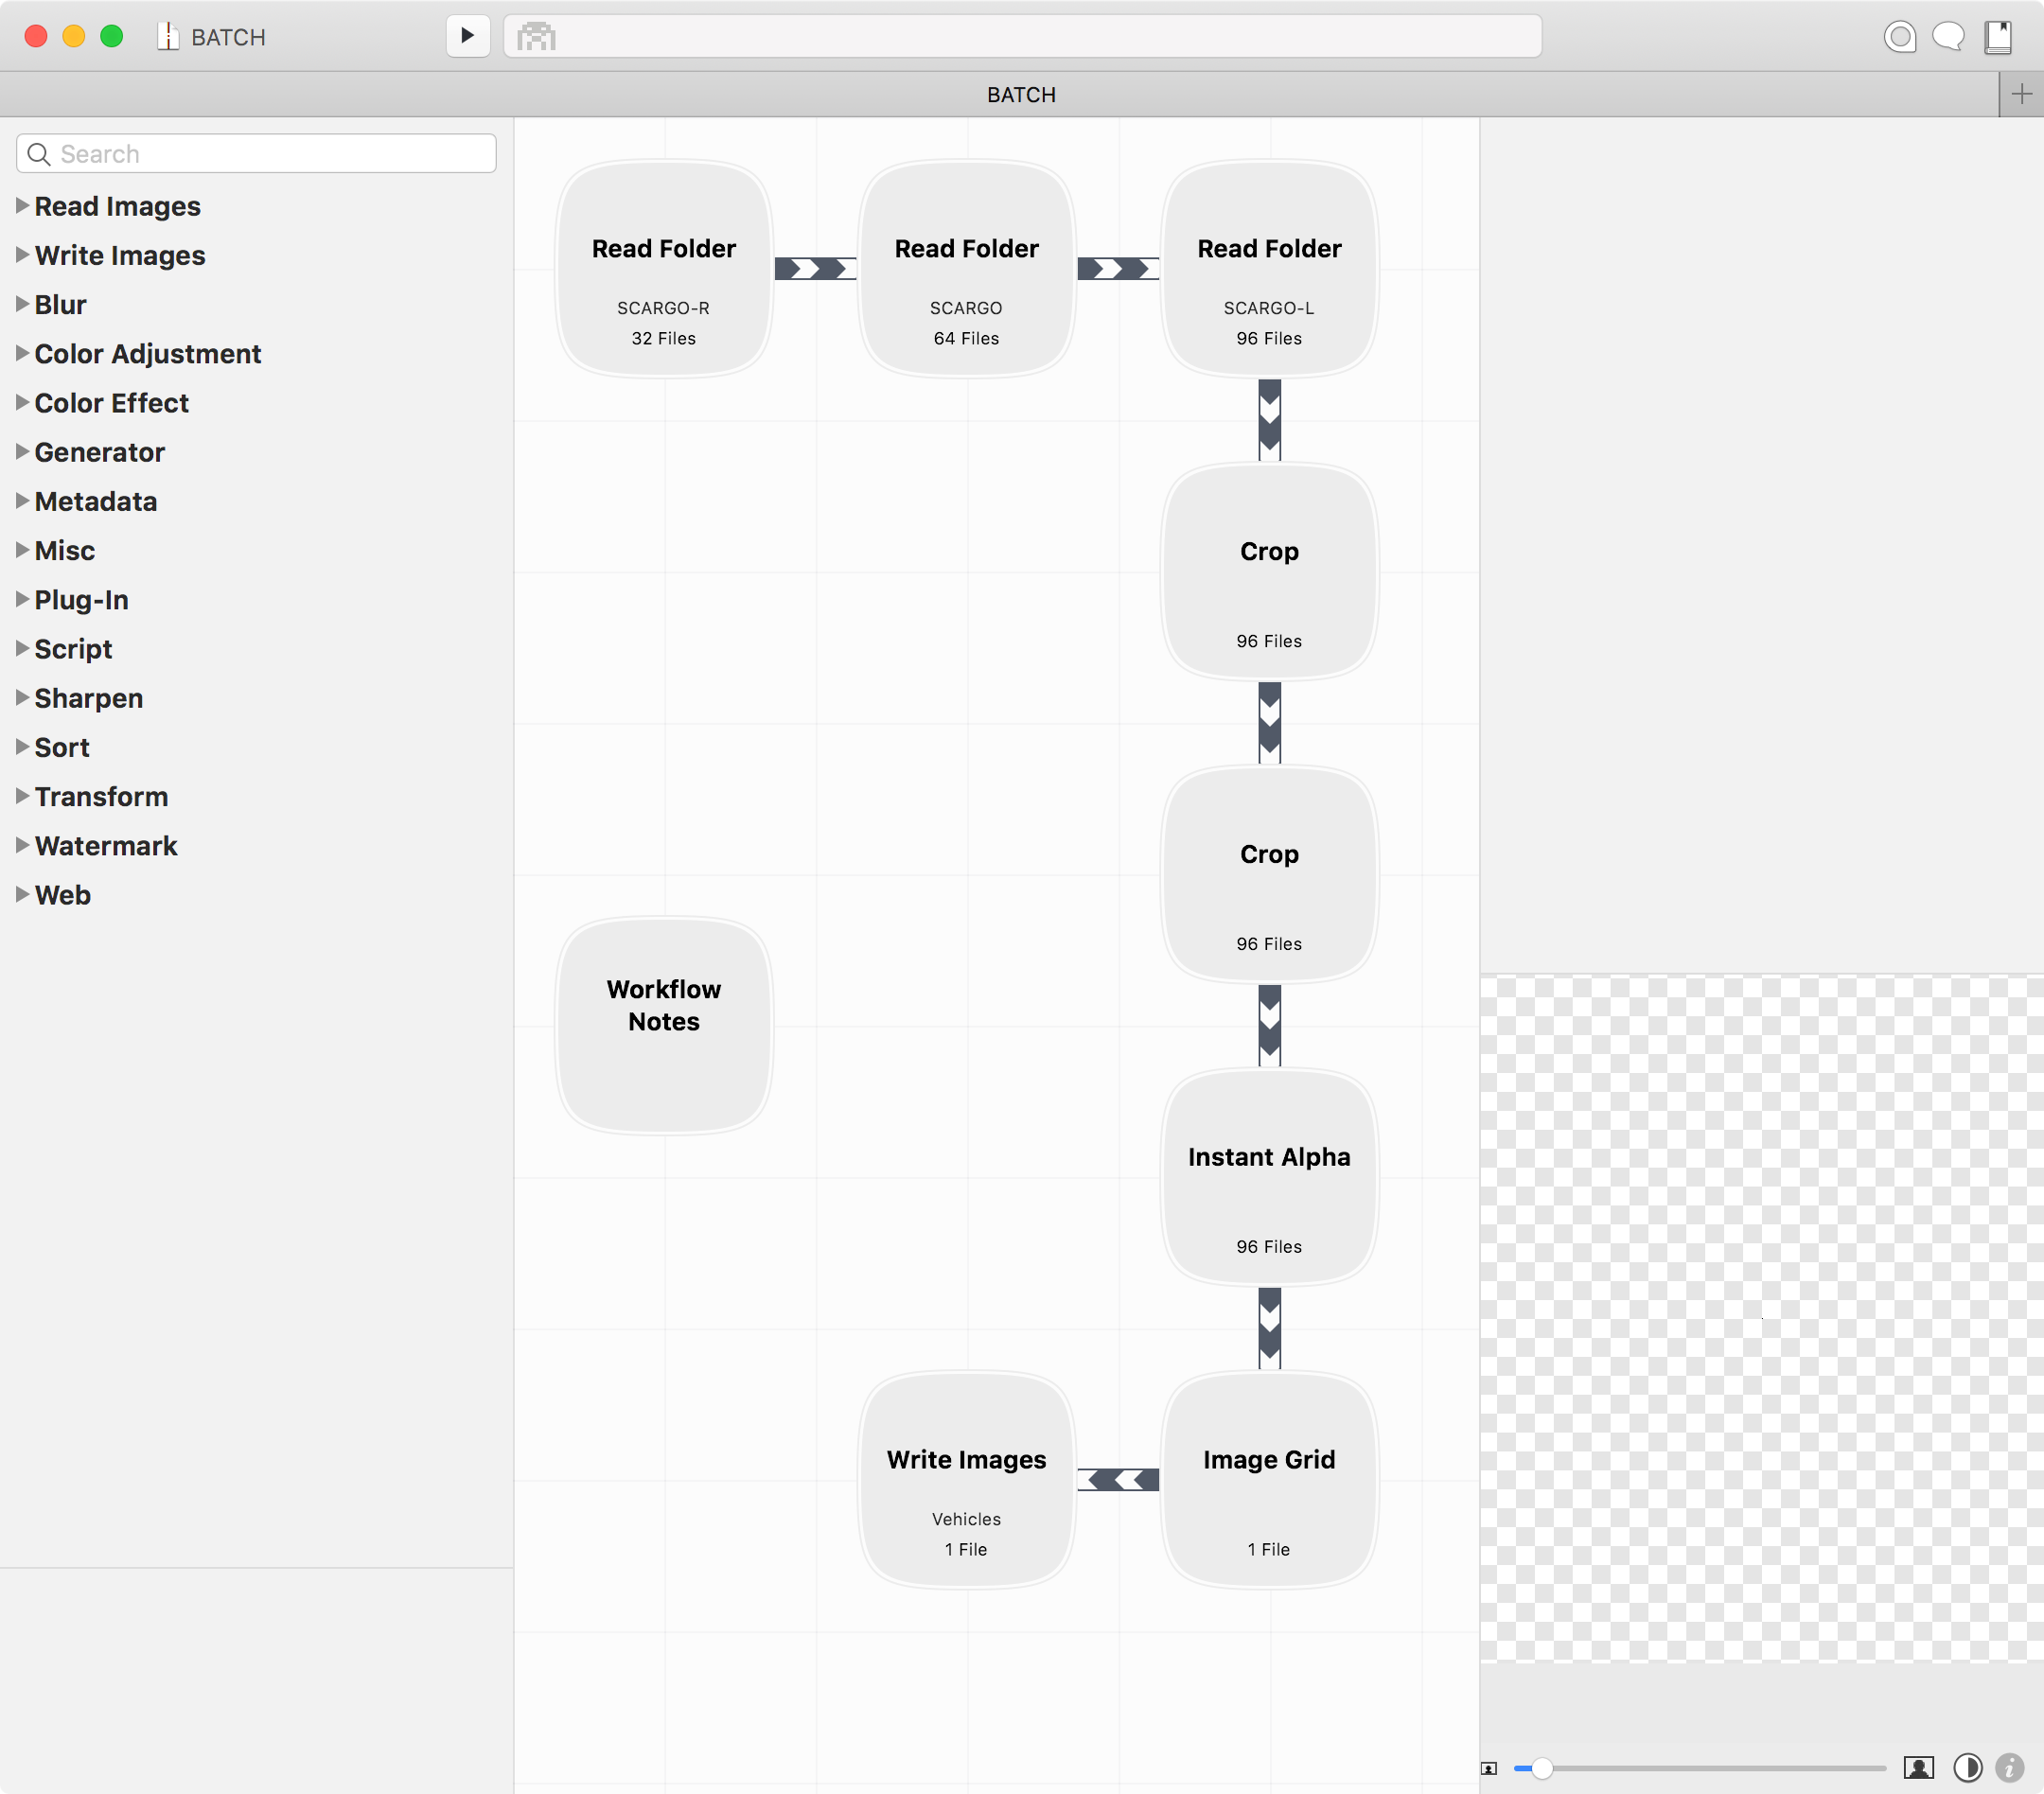 BATCH
BATCH
Search
Read Images
Write Images
Blur
Color Adjustment
Color Effect
Generator
Metadata
Misc
Plug-In
Script
Sharpen
Sort
Transform
Watermark
Web
Read Folder
SCARGO-R
32 Files
Read Folder
SCARGO
64 Files
Read Folder
SCARGO-L
96 Files
Crop
96 Files
Crop
96 Files
Workflow
Notes
Instant Alpha
96 Files
Write Images
Vehicles
1 File
Image Grid
1 File